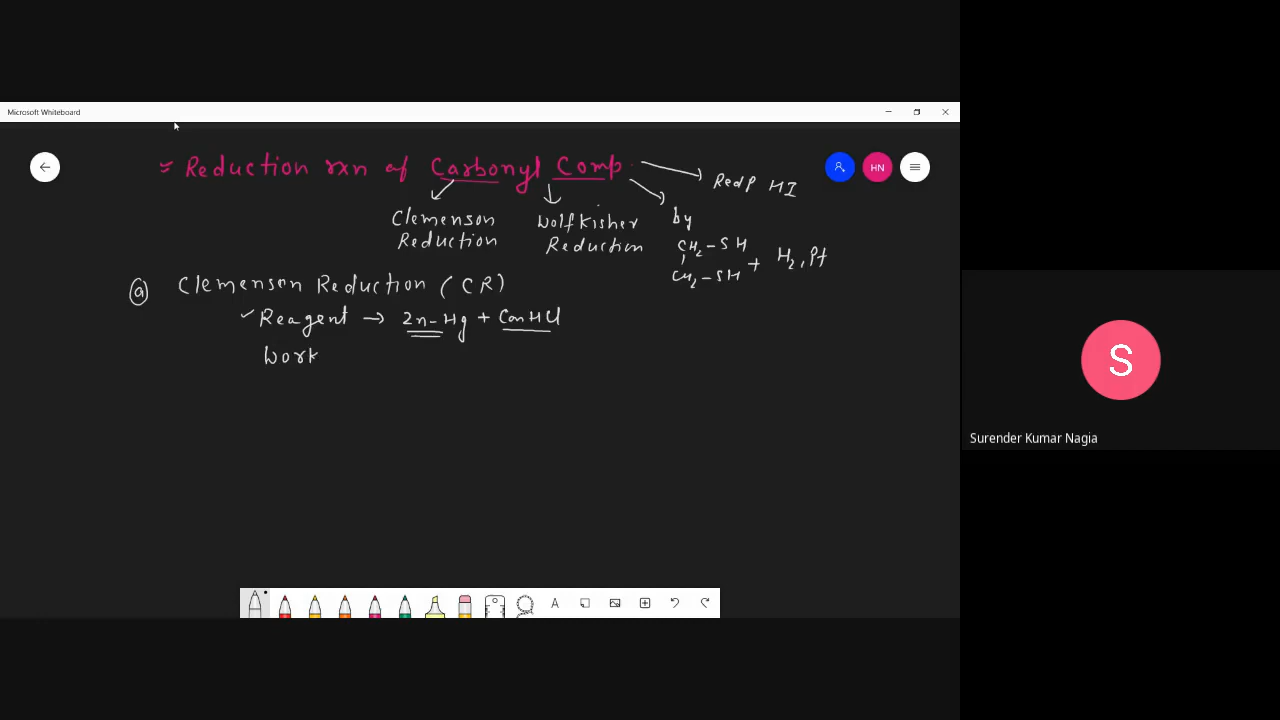 Microsoft Whiteboard
Reduction rxn of Carbonyl Comp.
HN
Red P HI
Clemenson
Reduction
Wolf Kisher
Reduction
by
CH2-SH
CH2-SH + H2, Pt
(a) Clemenson Reduction (CR)
✓ Reagent → Zn-Hg + Con HCl
Work
A
S
Surender Kumar Nagia